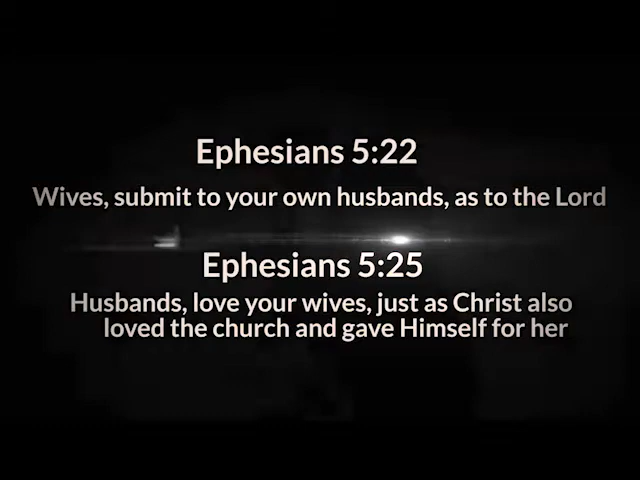 Ephesians 5:22
Wives, submit to your own husbands, as to the Lord
Ephesians 5:25
Husbands, love your wives, just as Christ also
loved the church and gave Himself for her